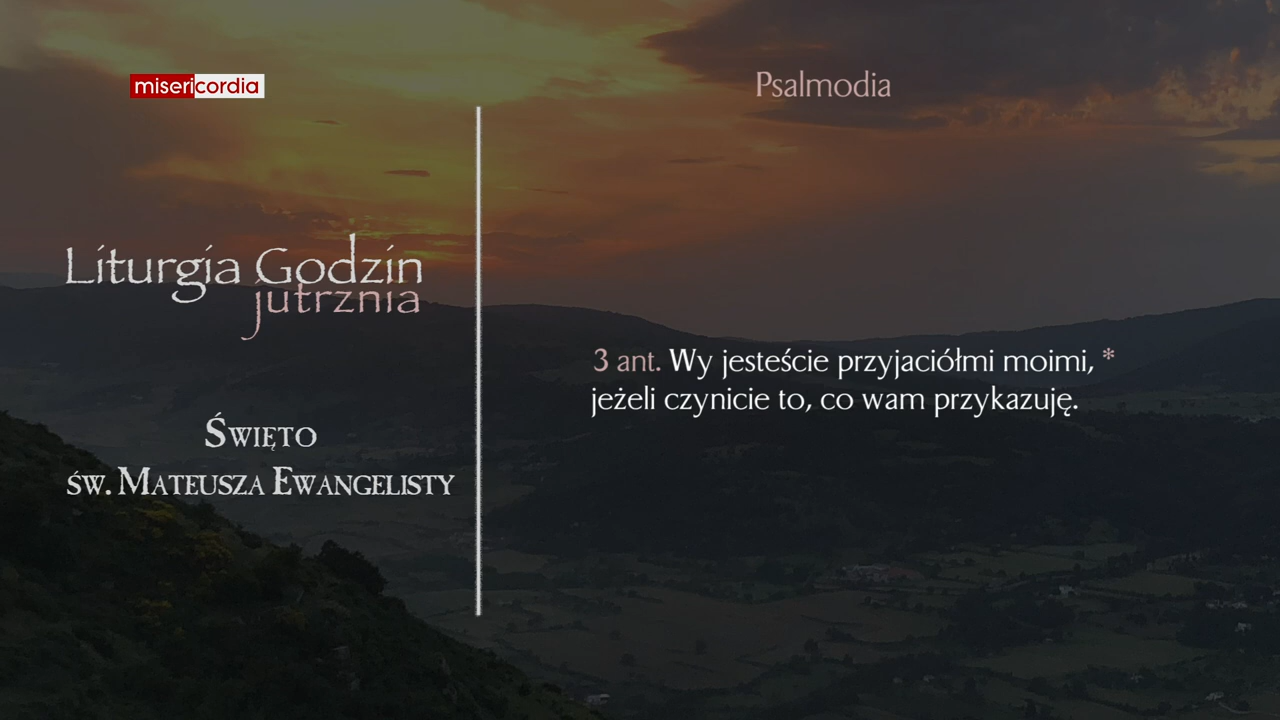 misericordia
Psalmodia
Liturgia Godzin
jutrznia
Święto
św. Mateusza Ewangelisty
3 ant. Wy jesteście przyjaciółmi moimi, *
jeżeli czynicie to, co wam przykazuję.